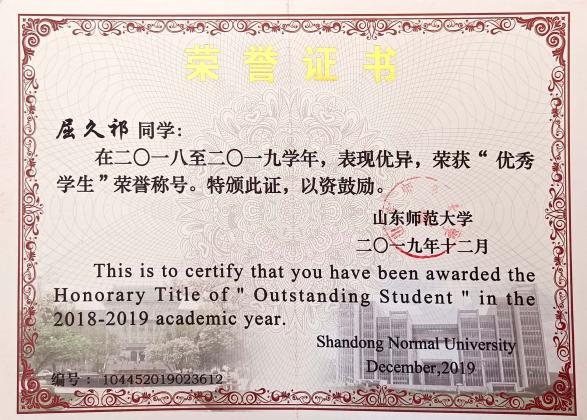 荣誉证书
屈久祁 同学：
在二〇一八至二〇一九学年，表现优异，荣获“优秀
学生”荣誉称号。特颁此证，以资鼓励。
山东师范大学
二〇一九年十二月
This is to certify that you have been awarded the
Honorary Title of " Outstanding Student " in the
2018-2019 academic year.
Shandong Normal University
December,2019
编号： 104452019023612